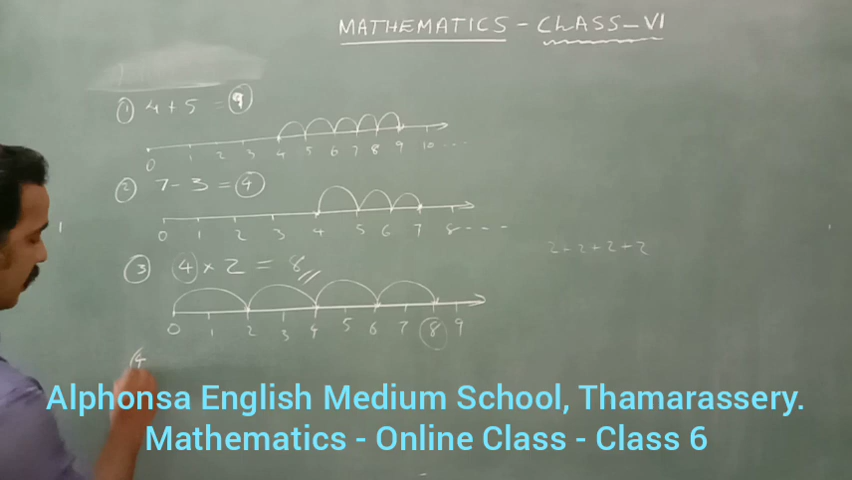 MATHEMATICS - CLASS-VI
① 4 + 5 = 9
0 1 2 3 4 5 6 7 8 9 10 ...
② 7 - 3 = 4
0 1 2 3 4 5 6 7 8 - - - -
2 + 2 + 2 + 2
③ 4 × 2 = 8
0 1 2 3 4 5 6 7 8 9
(4
Alphonsa English Medium School, Thamarassery.
Mathematics - Online Class - Class 6